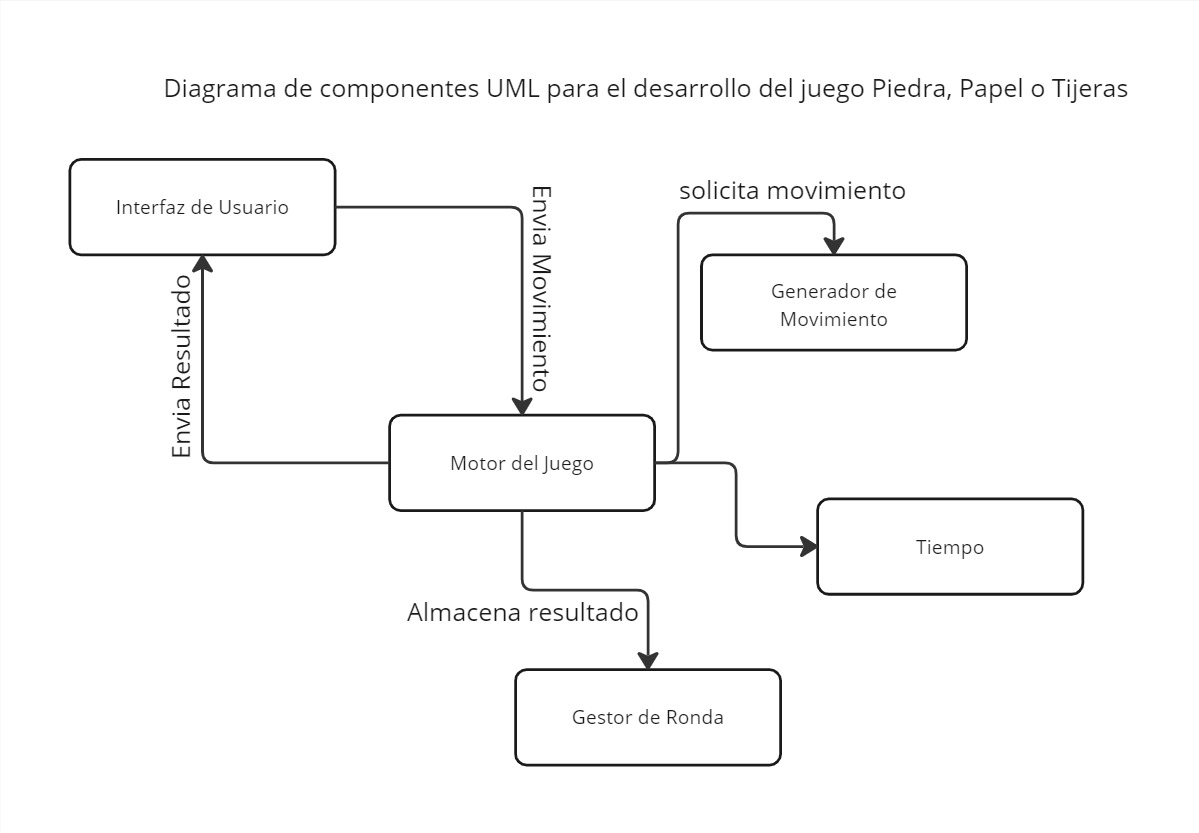 Diagrama de componentes UML para el desarrollo del juego Piedra, Papel o Tijeras
Interfaz de Usuario
Envia Movimiento
solicita movimiento
Generador de
Movimiento
Envia Resultado
Motor del Juego
Tiempo
Almacena resultado
Gestor de Ronda